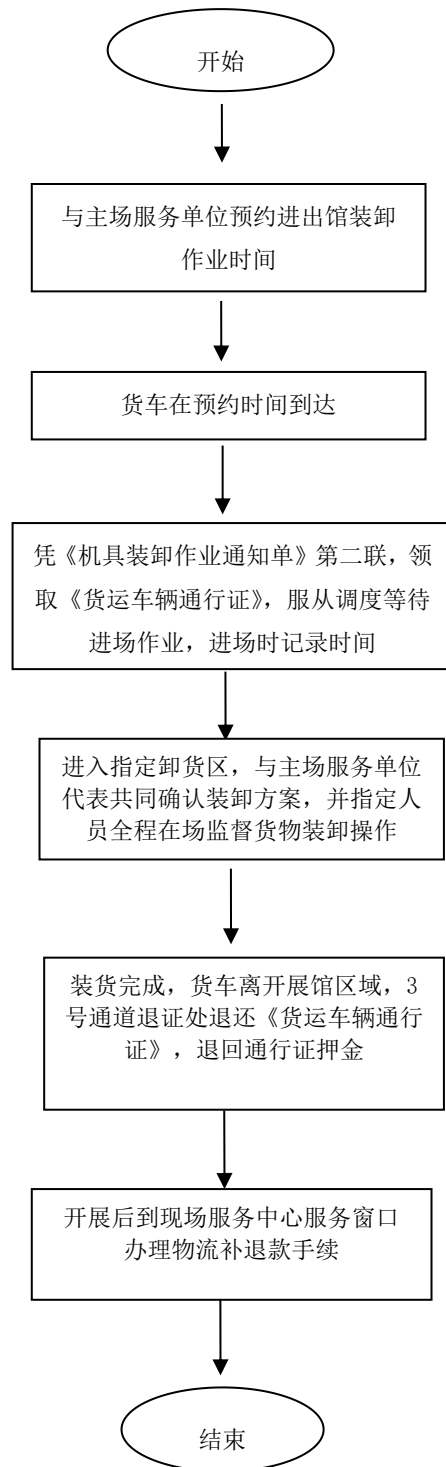 开始
与主场服务单位预约进出馆装卸
作业时间
货车在预约时间到达
凭《机具装卸作业通知单》第二联，领
取《货运车辆通行证》，服从调度等待
进场作业，进场时记录时间
进入指定卸货区，与主场服务单位
代表共同确认装卸方案，并指定人
员全程在场监督货物装卸操作
装货完成，货车离开展馆区域，3
号通道退证处退还《货运车辆通行
证》，退回通行证押金
开展后到现场服务中心服务窗口
办理物流补退款手续
结束